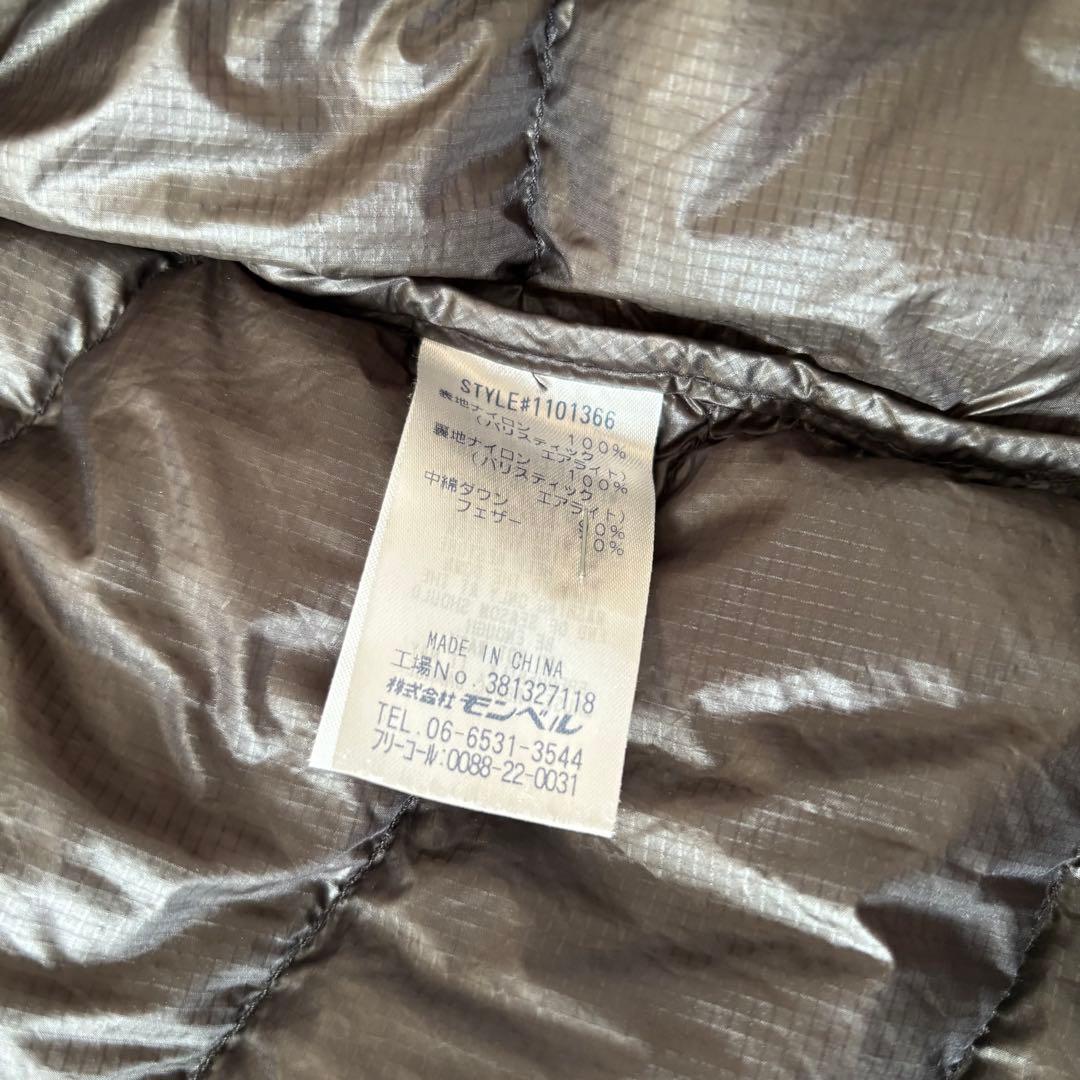 STYLE#1101366
表地ナイロン 100%
(バリスティック エアライト)
裏地ナイロン 100%
(バリスティック エアライト)
中綿ダウン 90%
フェザー 10%
MADE IN CHINA
工場No.381327118
株式会社モンベル
TEL.06-6531-3544
フリーコール:0088-22-0031